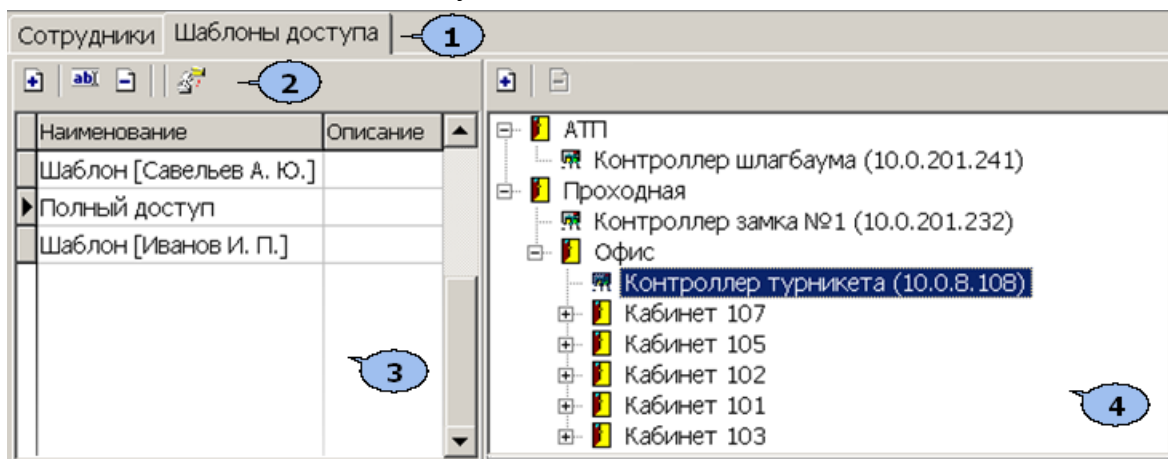 Сотрудники Шаблоны доступа 1
abI 2
Наименование Описание
Шаблон [Савельев А. Ю.]
Полный доступ
Шаблон [Иванов И. П.]
3
АТП
Контроллер шлагбаума (10.0.201.241)
Проходная
Контроллер замка №1 (10.0.201.232)
Офис
Контроллер турникета (10.0.8.108)
Кабинет 107
Кабинет 105
Кабинет 102
Кабинет 101
Кабинет 103
4